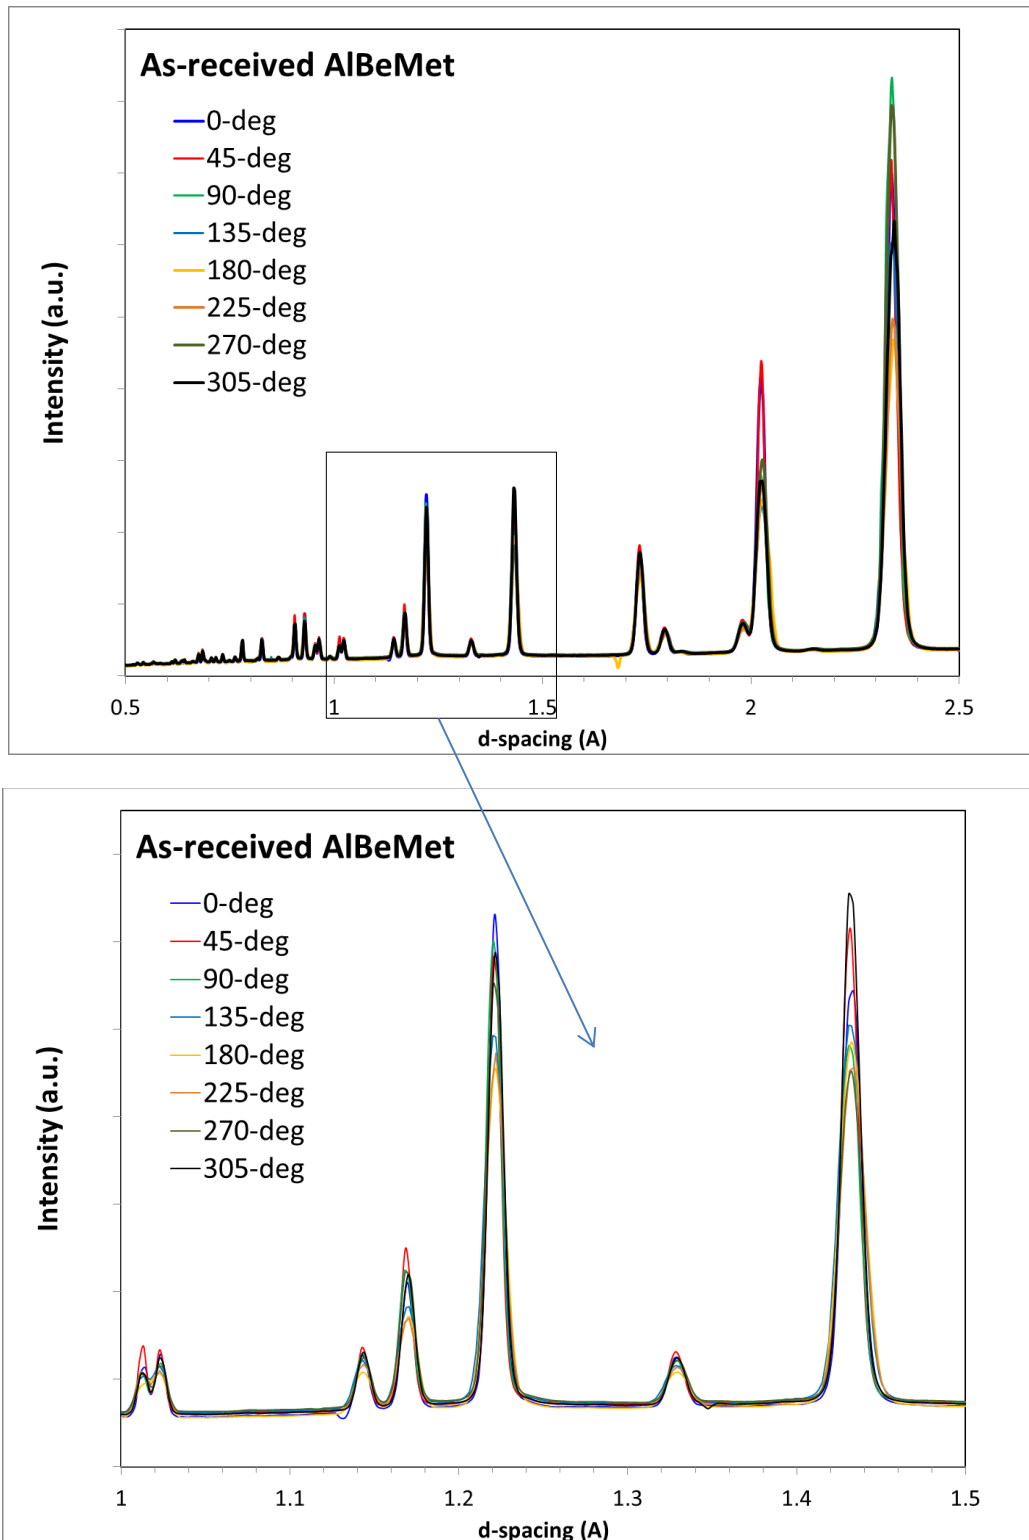 As-received AlBeMet
0-deg
45-deg
90-deg
135-deg
180-deg
225-deg
270-deg
305-deg
Intensity (a.u.)
0.5 1 1.5 2 2.5
d-spacing (A)
As-received AlBeMet
0-deg
45-deg
90-deg
135-deg
180-deg
225-deg
270-deg
305-deg
Intensity (a.u.)
1 1.1 1.2 1.3 1.4 1.5
d-spacing (A)